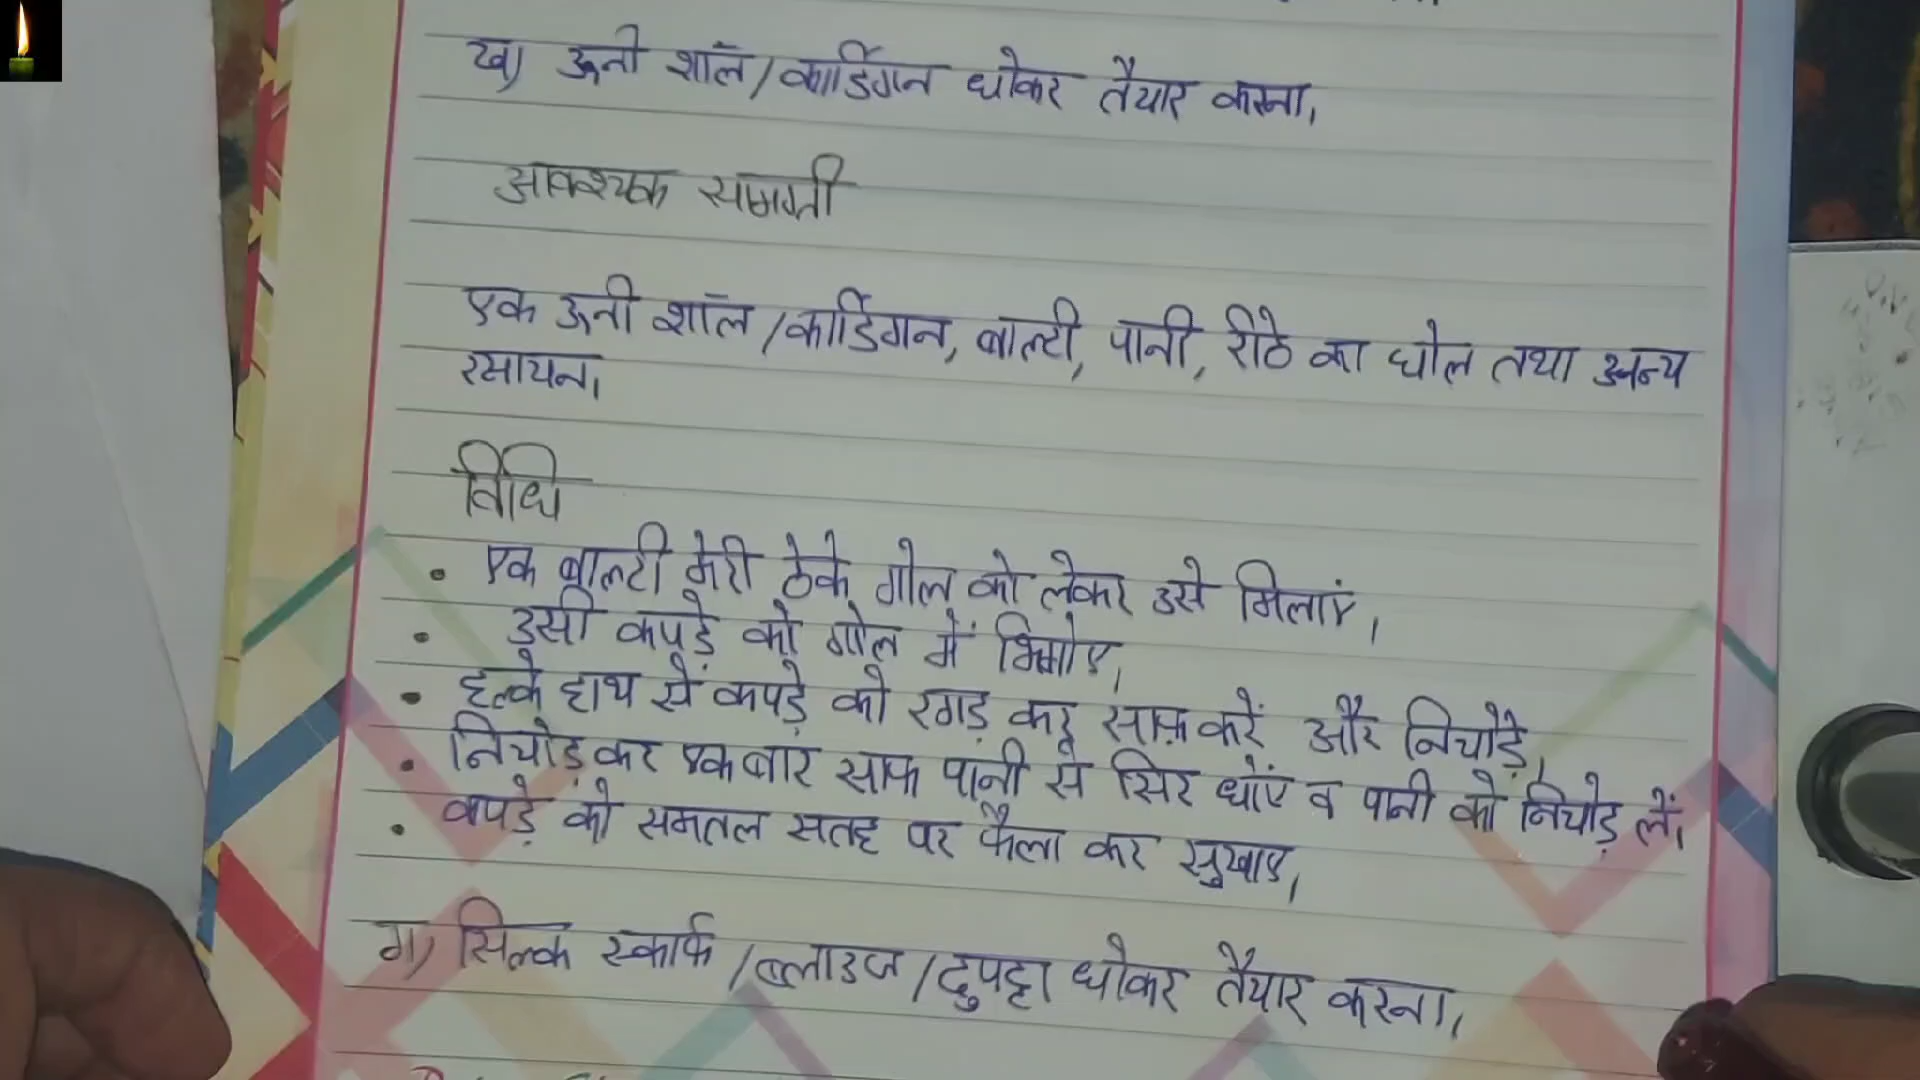 ख) ऊनी शॉल/कार्डिगन धोकर तैयार करना।
आवश्यक सामग्री
एक ऊनी शॉल/कार्डिगन, बाल्टी, पानी, रीठे का घोल तथा अन्य
रसायन।
विधि
• एक बाल्टी मेरी ठेके गोल को लेकर उसे मिलाएं।
• उसी कपड़े को गोल में भिगोए।
• हल्के हाथ से कपड़े को रगड़ कर साफ़ करें और निचोड़े,
• निचोड़ कर एक बार साफ पानी से सिर धोएं व पानी को निचोड़ लें।
• कपड़े को समतल सतह पर फैला कर सुखाए।
ग) सिल्क स्कार्फ /ब्लाउज /दुपट्टा धोकर तैयार करना।